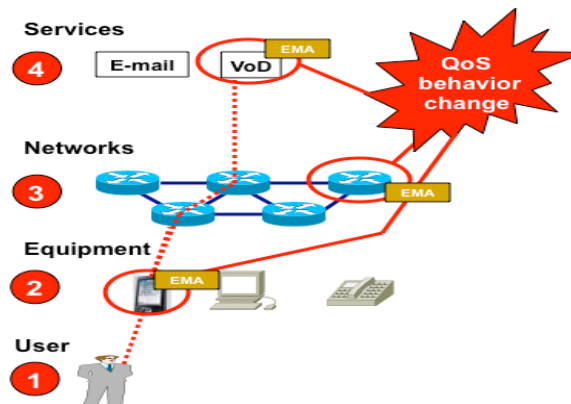 Services
EMA
4
E-mail
VoD
QoS
behavior
change
Networks
3
EMA
Equipment
2
EMA
User
1